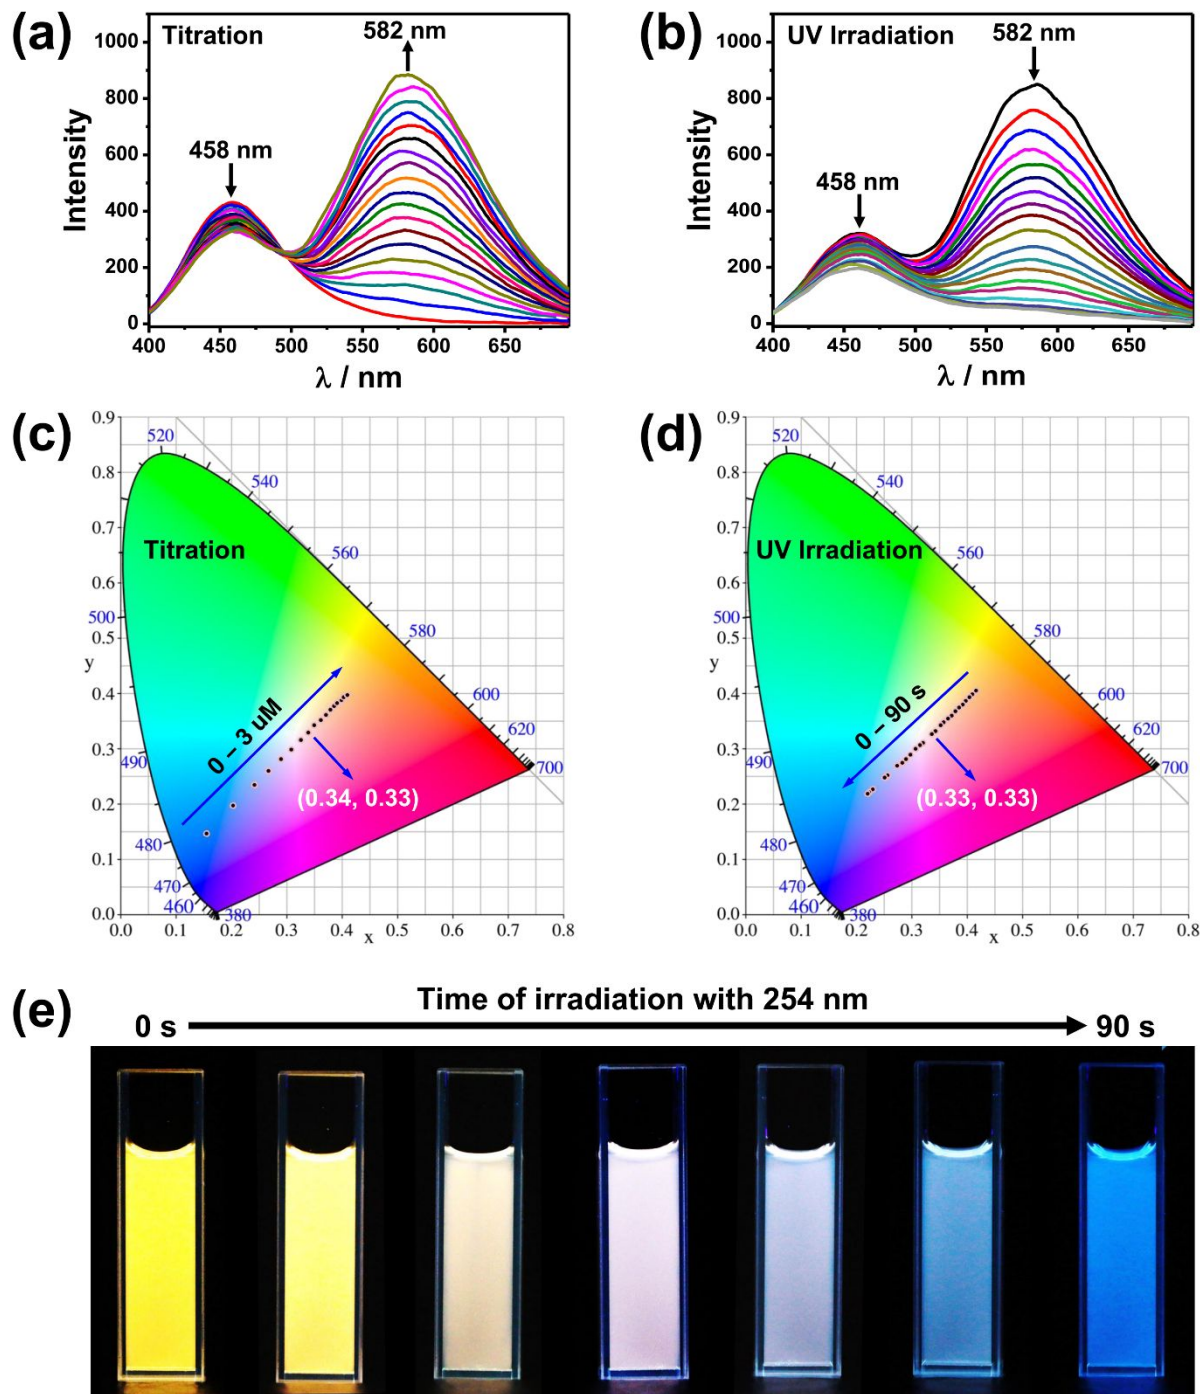 (a)
Titration
582 nm
458 nm
Intensity
1000
800
600
400
200
0
400 450 500 550 600 650
λ / nm
(b)
UV Irradiation
582 nm
458 nm
Intensity
1000
800
600
400
200
0
400 450 500 550 600 650
λ / nm
(c)
Titration
0 – 3 uM
(0.34, 0.33)
520
540
560
580
600
620
700
500
490
480
470
460
380
0.9
0.8
0.7
0.6
0.5
y
0.4
0.3
0.2
0.1
0.0
0.0 0.1 0.2 0.3 0.4 0.5 0.6 0.7 0.8
x
(d)
UV Irradiation
0 – 90 s
(0.33, 0.33)
520
540
560
580
600
620
700
500
490
480
470
460
380
0.9
0.8
0.7
0.6
0.5
y
0.4
0.3
0.2
0.1
0.0
0.0 0.1 0.2 0.3 0.4 0.5 0.6 0.7 0.8
x
(e)
Time of irradiation with 254 nm
0 s 90 s